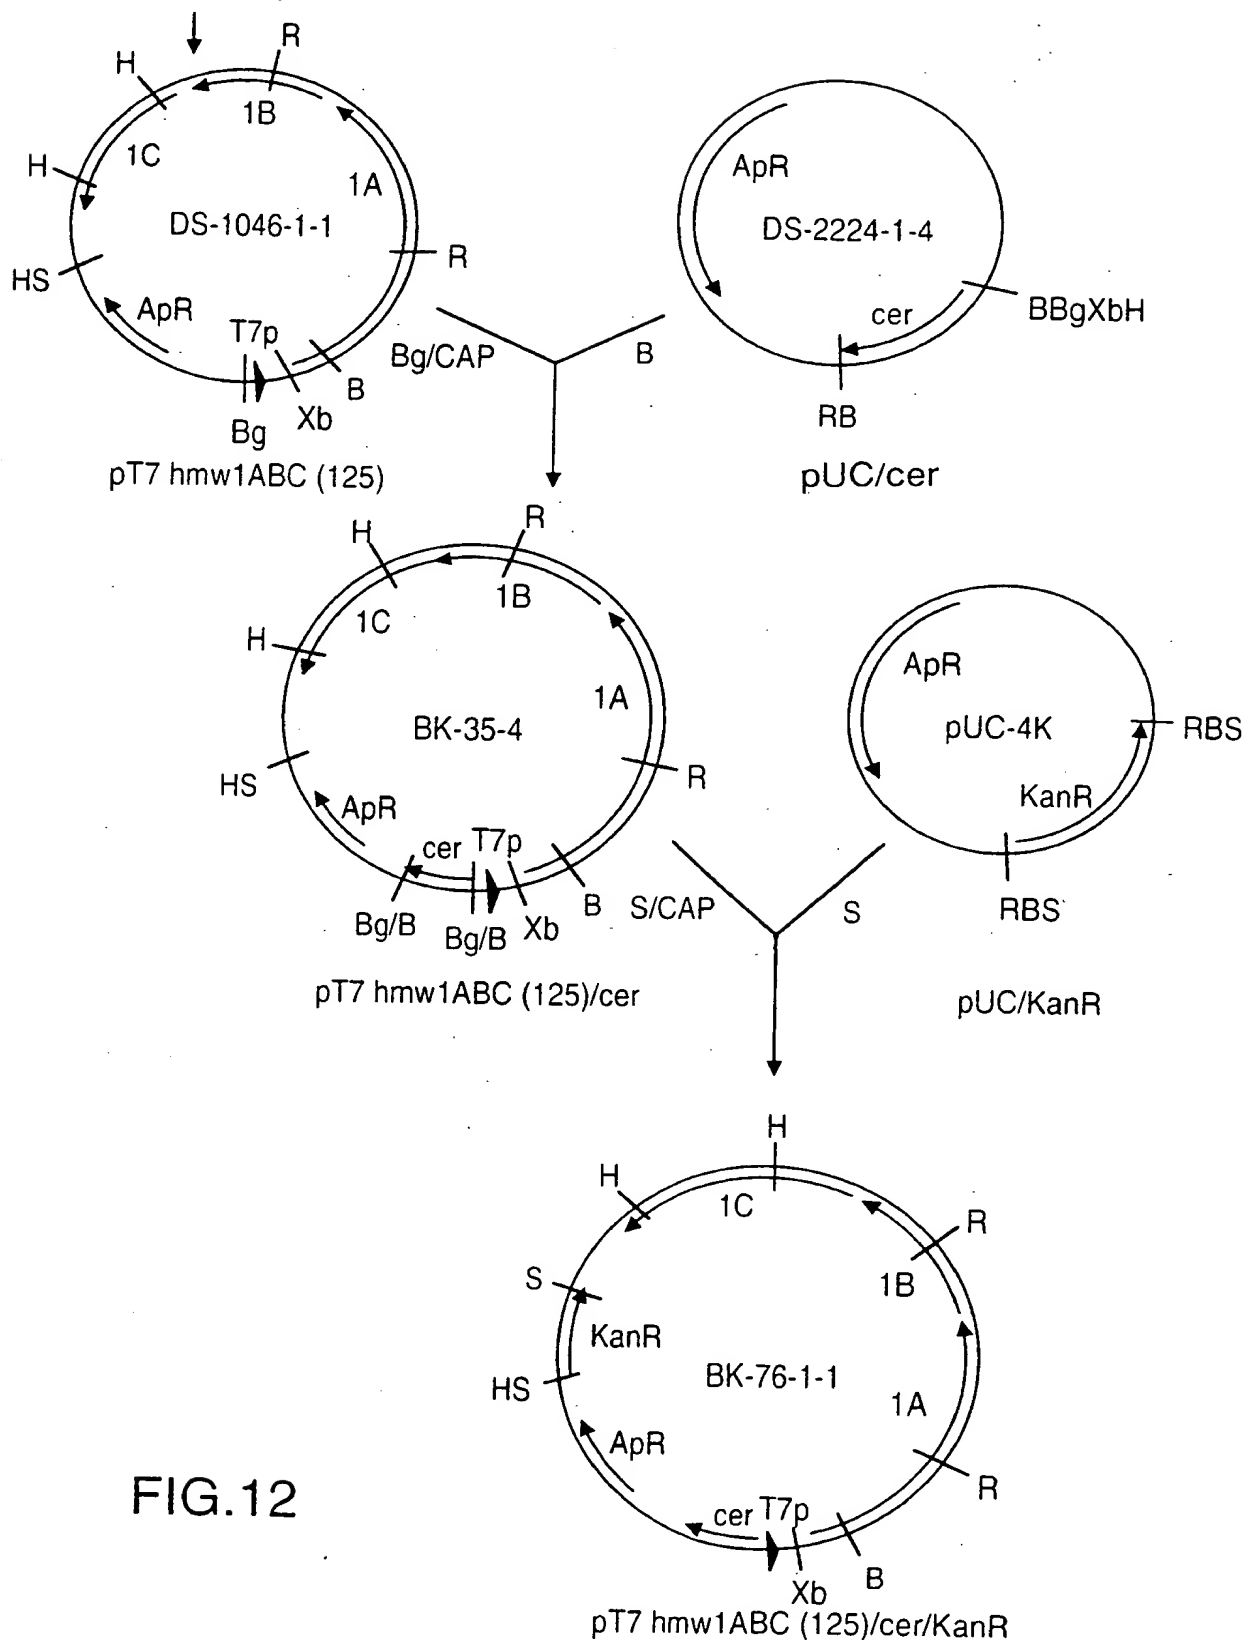 R
H
1B
1C
H
1A
ApR
DS-1046-1-1
DS-2224-1-4
R
HS
ApR
T7p
cer
BBgXbH
Bg/CAP
B
B
Xb
Bg
RB
pT7 hmw1ABC (125)
pUC/cer
R
H
1B
1C
H
ApR
1A
BK-35-4
pUC-4K
RBS
R
HS
KanR
ApR
cer
T7p
B
S/CAP
S
RBS
Bg/B
Bg/B
Xb
pT7 hmw1ABC (125)/cer
pUC/KanR
H
H
1C
R
S
1B
KanR
BK-76-1-1
HS
1A
ApR
R
FIG.12
cer
T7p
B
Xb
pT7 hmw1ABC (125)/cer/KanR